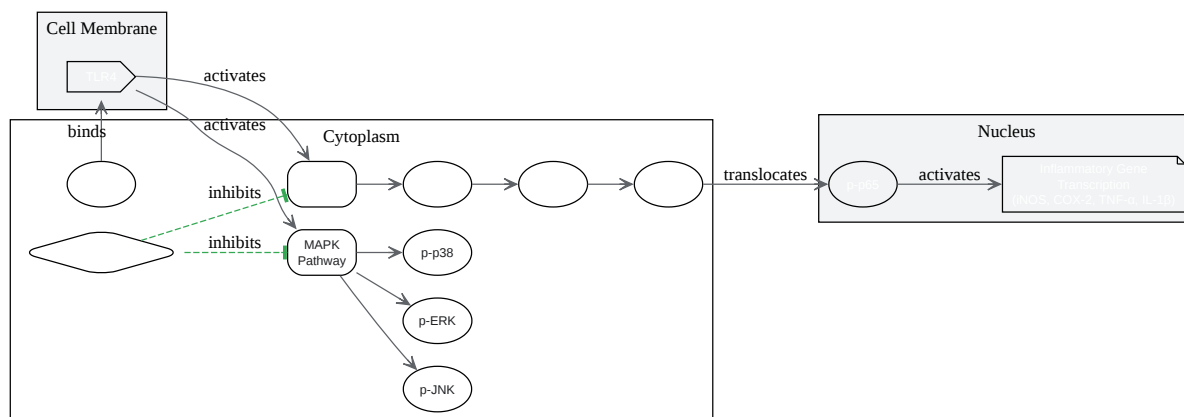 Cell Membrane
TLR4
activates
binds
activates
Cytoplasm
Nucleus
inhibits
translocates
p-p65
activates
Inflammatory Gene
Transcription
(iNOS, COX-2, TNF-α, IL-1β)
inhibits
MAPK
Pathway
p-p38
p-ERK
p-JNK